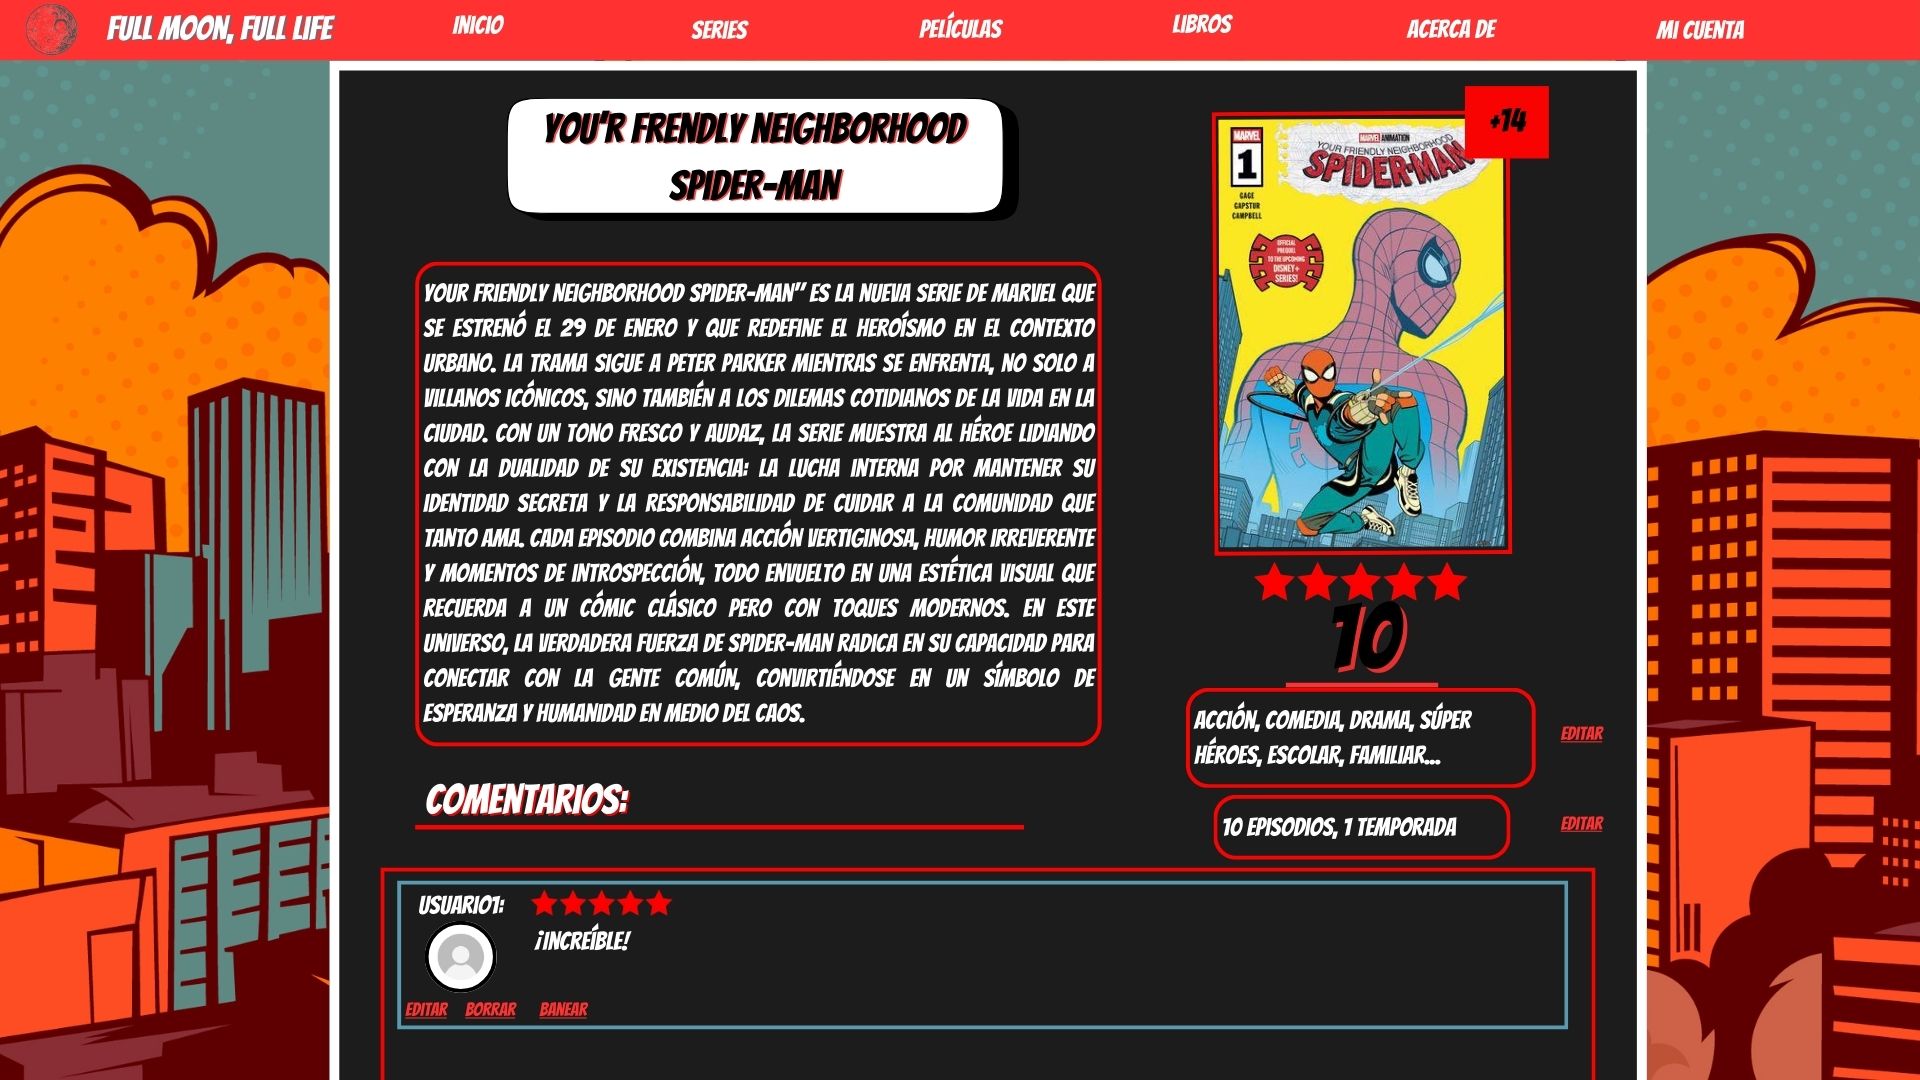 FULL MOON, FULL LIFE
INICIO
SERIES
PELÍCULAS
LIBROS
ACERCA DE
MI CUENTA
YOU'R FRENDLY NEIGHBORHOOD
SPIDER-MAN
YOUR FRIENDLY NEIGHBORHOOD SPIDER-MAN" ES LA NUEVA SERIE DE MARVEL QUE
SE ESTRENÓ EL 29 DE ENERO Y QUE REDEFINE EL HEROÍSMO EN EL CONTEXTO
URBANO. LA TRAMA SIGUE A PETER PARKER MIENTRAS SE ENFRENTA, NO SOLO A
VILLANOS ICÓNICOS, SINO TAMBIÉN A LOS DILEMAS COTIDIANOS DE LA VIDA EN LA
CIUDAD. CON UN TONO FRESCO Y AUDAZ, LA SERIE MUESTRA AL HÉROE LIDIANDO
CON LA DUALIDAD DE SU EXISTENCIA: LA LUCHA INTERNA POR MANTENER SU
IDENTIDAD SECRETA Y LA RESPONSABILIDAD DE CUIDAR A LA COMUNIDAD QUE
TANTO AMA. CADA EPISODIO COMBINA ACCIÓN VERTIGINOSA, HUMOR IRREVERENTE
Y MOMENTOS DE INTROSPECCIÓN, TODO ENVUELTO EN UNA ESTÉTICA VISUAL QUE
RECUERDA A UN CÓMIC CLÁSICO PERO CON TOQUES MODERNOS. EN ESTE
UNIVERSO, LA VERDADERA FUERZA DE SPIDER-MAN RADICA EN SU CAPACIDAD PARA
CONECTAR CON LA GENTE COMÚN, CONVIRTIÉNDOSE EN UN SÍMBOLO DE
ESPERANZA Y HUMANIDAD EN MEDIO DEL CAOS.
+14
MARVEL
1
GAGE
CAPSTUR
CAMPBELL
MARVEL ANIMATION
YOUR FRIENDLY NEIGHBORHOOD
SPIDER-MAN
OFFICIAL
PREQUEL
TO THE UPCOMING
DISNEY+
SERIES!
10
ACCIÓN, COMEDIA, DRAMA, SÚPER
HÉROES, ESCOLAR, FAMILIAR...
EDITAR
10 EPISODIOS, 1 TEMPORADA
EDITAR
COMENTARIOS:
USUARIO1:
¡INCREÍBLE!
EDITAR
BORRAR
BANEAR